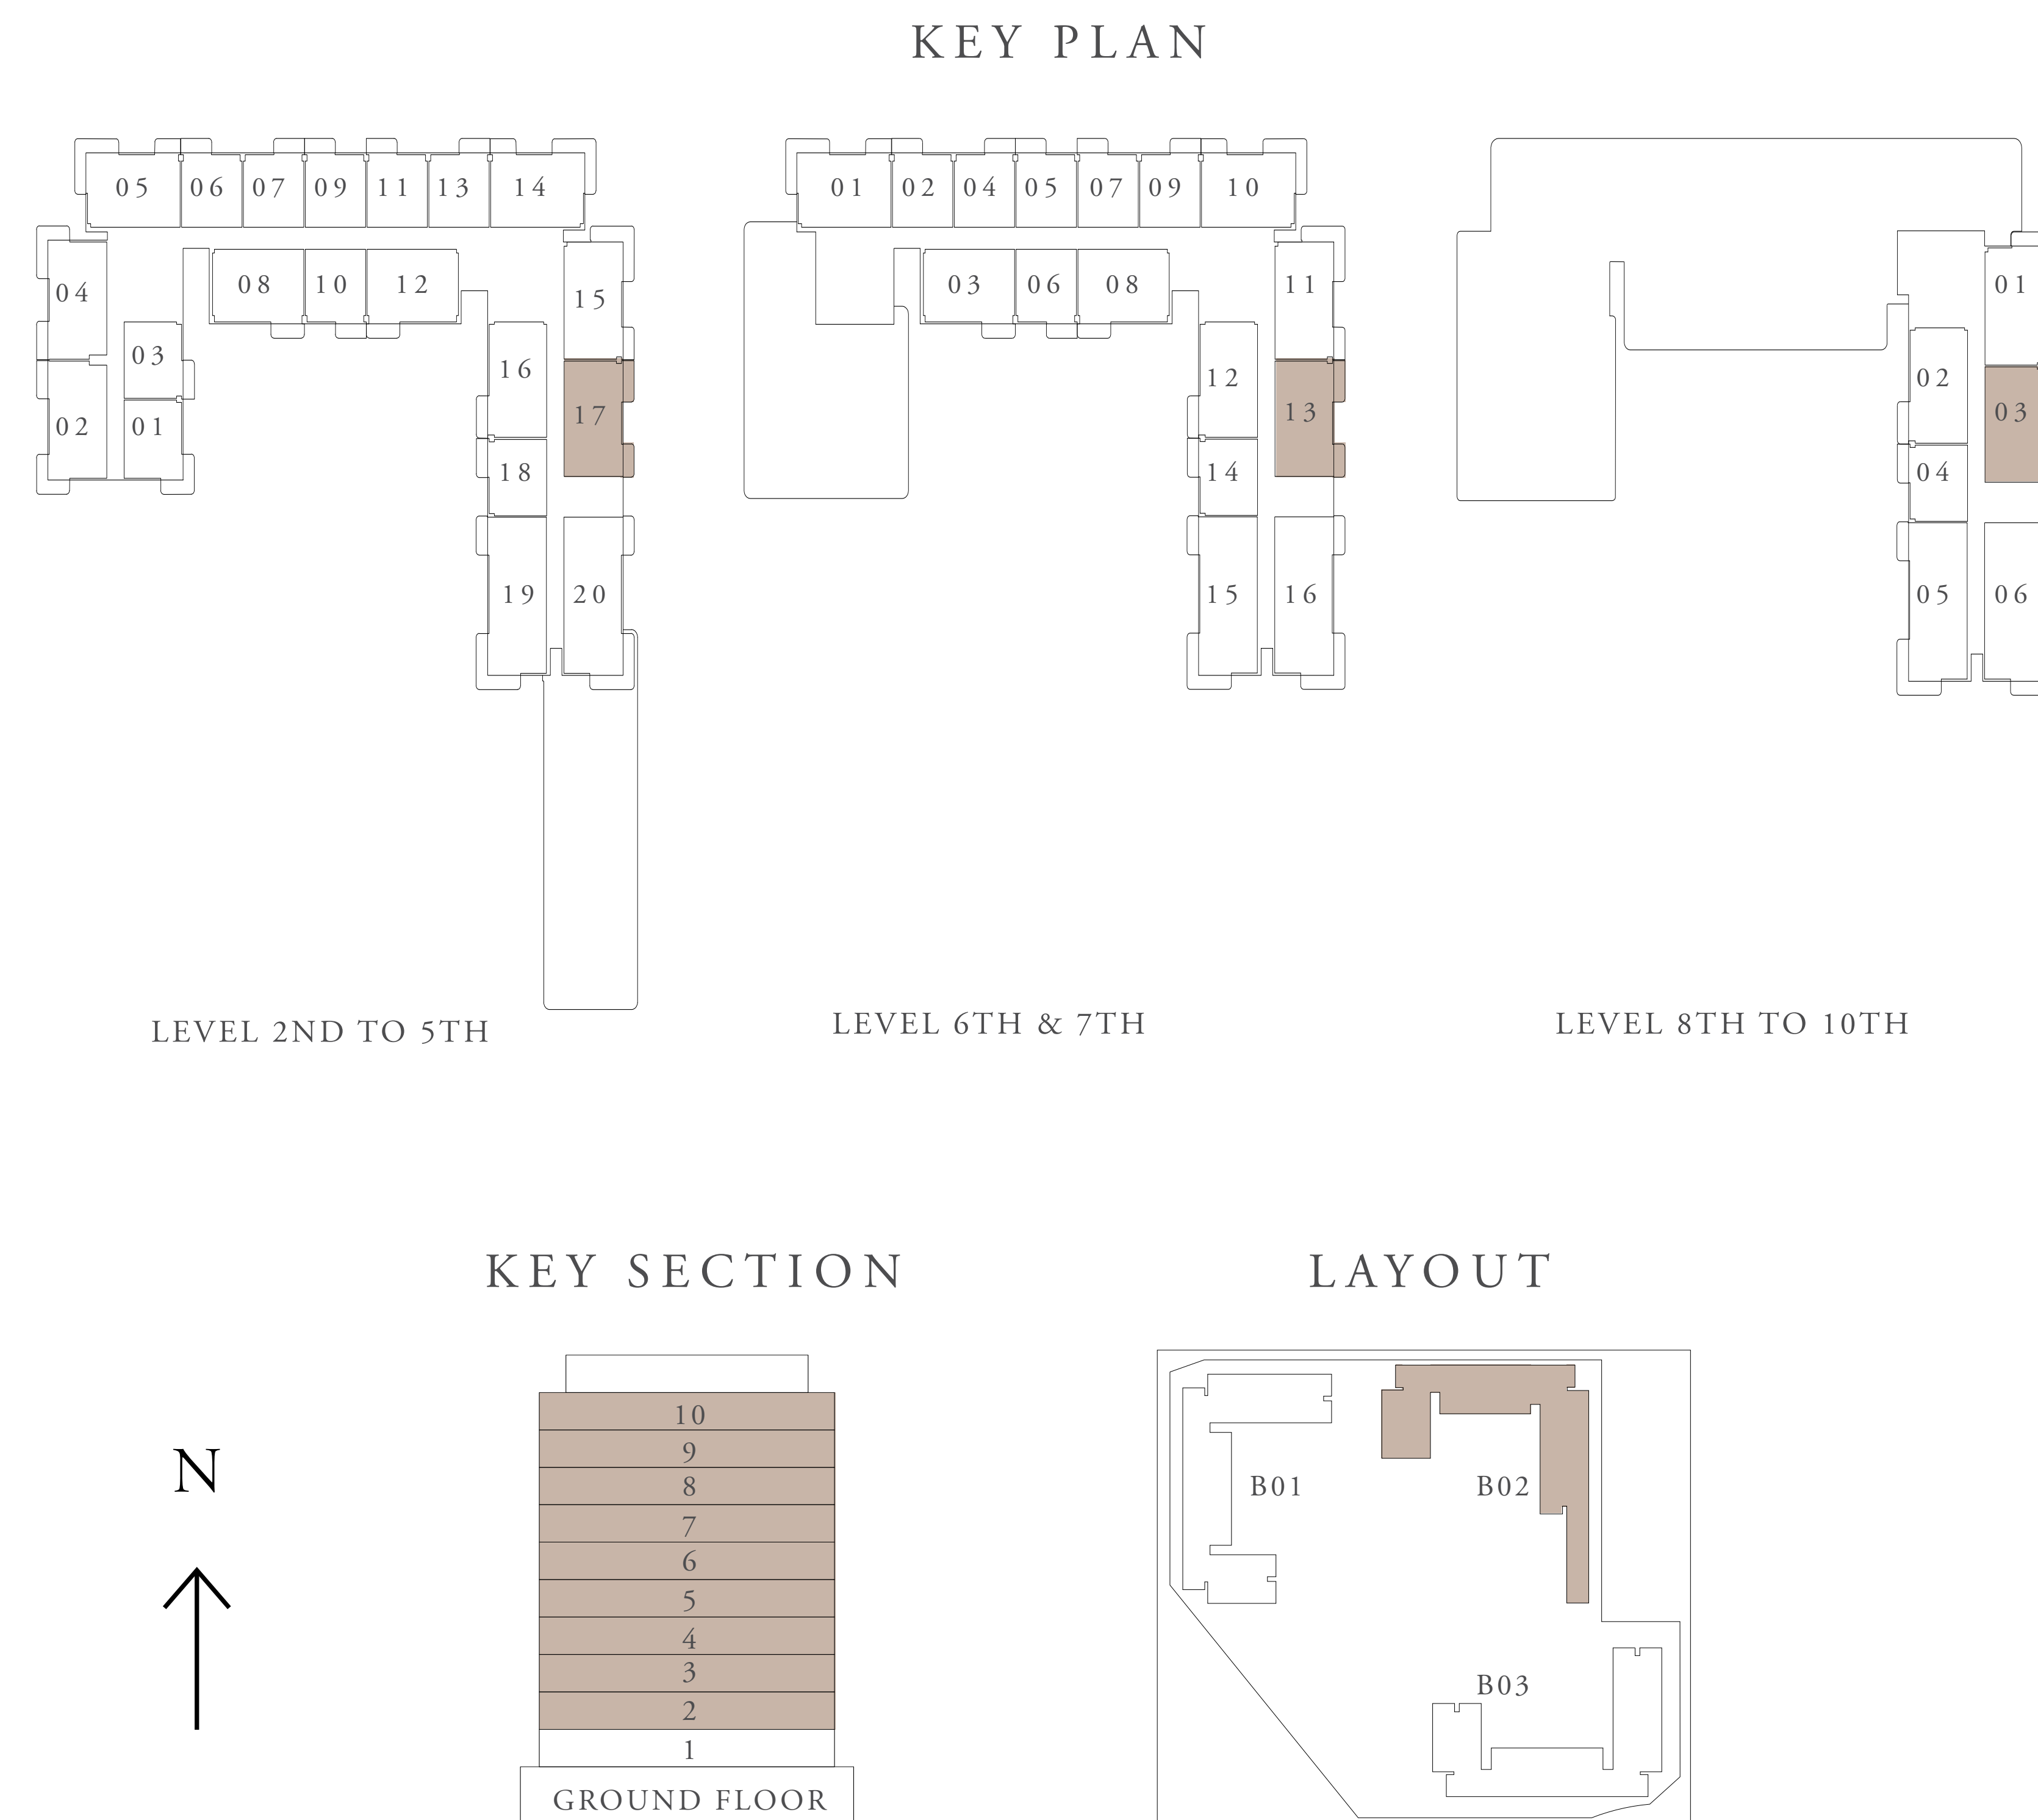 KEY PLAN
05 06 07 09 11 13 14
04 08 10 12 15
03 16 17
02 01 18
19 20
LEVEL 2ND TO 5TH
01 02 04 05 07 09 10
03 06 08 11
12 13
14
15 16
LEVEL 6TH & 7TH
01
02 03
04
05 06
LEVEL 8TH TO 10TH
KEY SECTION
N
10
9
8
7
6
5
4
3
2
1
GROUND FLOOR
LAYOUT
B01 B02
B03